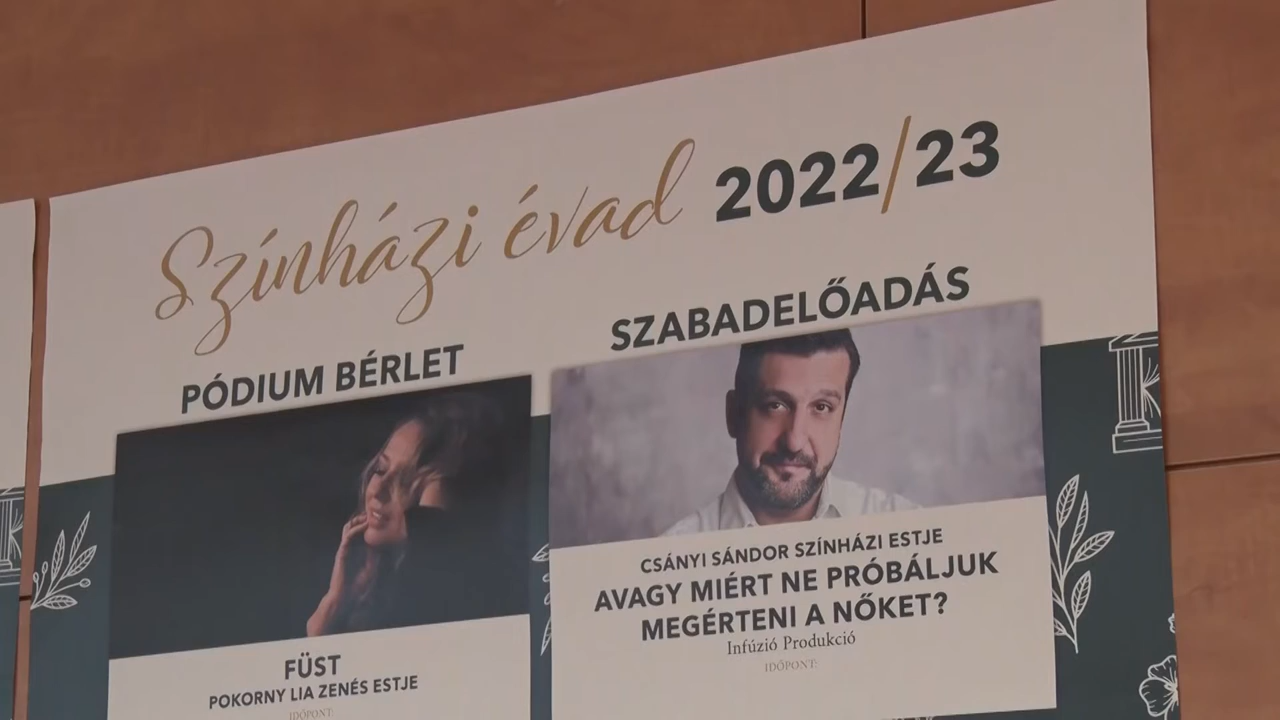 Színházi évad 2022/23
PÓDIUM BÉRLET
FÜST
POKORNY LIA ZENÉS ESTJE
IDŐPONT:
SZABADELŐADÁS
CSÁNYI SÁNDOR SZÍNHÁZI ESTJE
AVAGY MIÉRT NE PRÓBÁLJUK
MEGÉRTENI A NŐKET?
Infúzió Produkció
IDŐPONT: